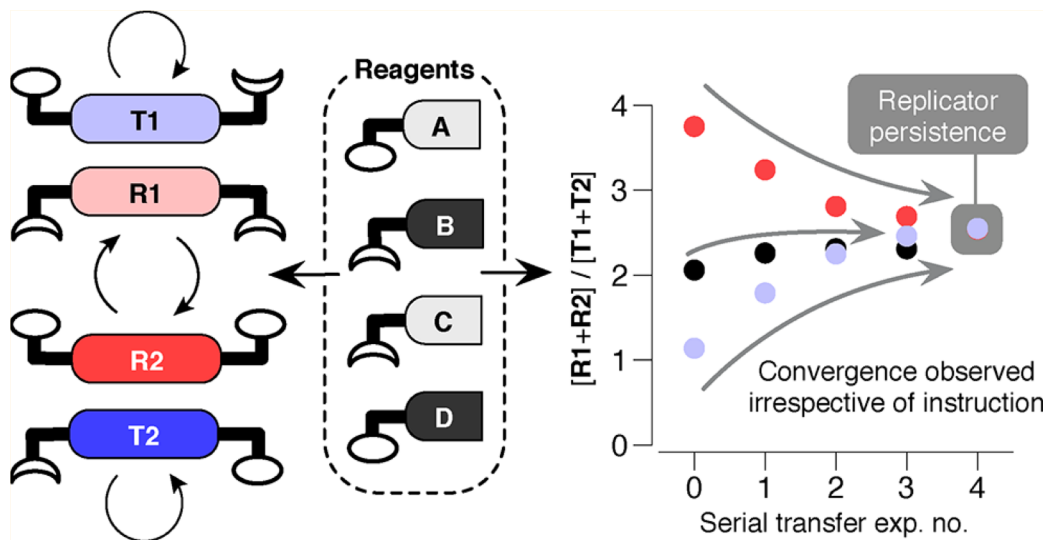 T1
R1
R2
T2
Reagents
A
B
C
D
[R1+R2] / [T1+T2]
4
3
2
1
0
Replicator
persistence
Convergence observed
irrespective of instruction
0 1 2 3 4
Serial transfer exp. no.